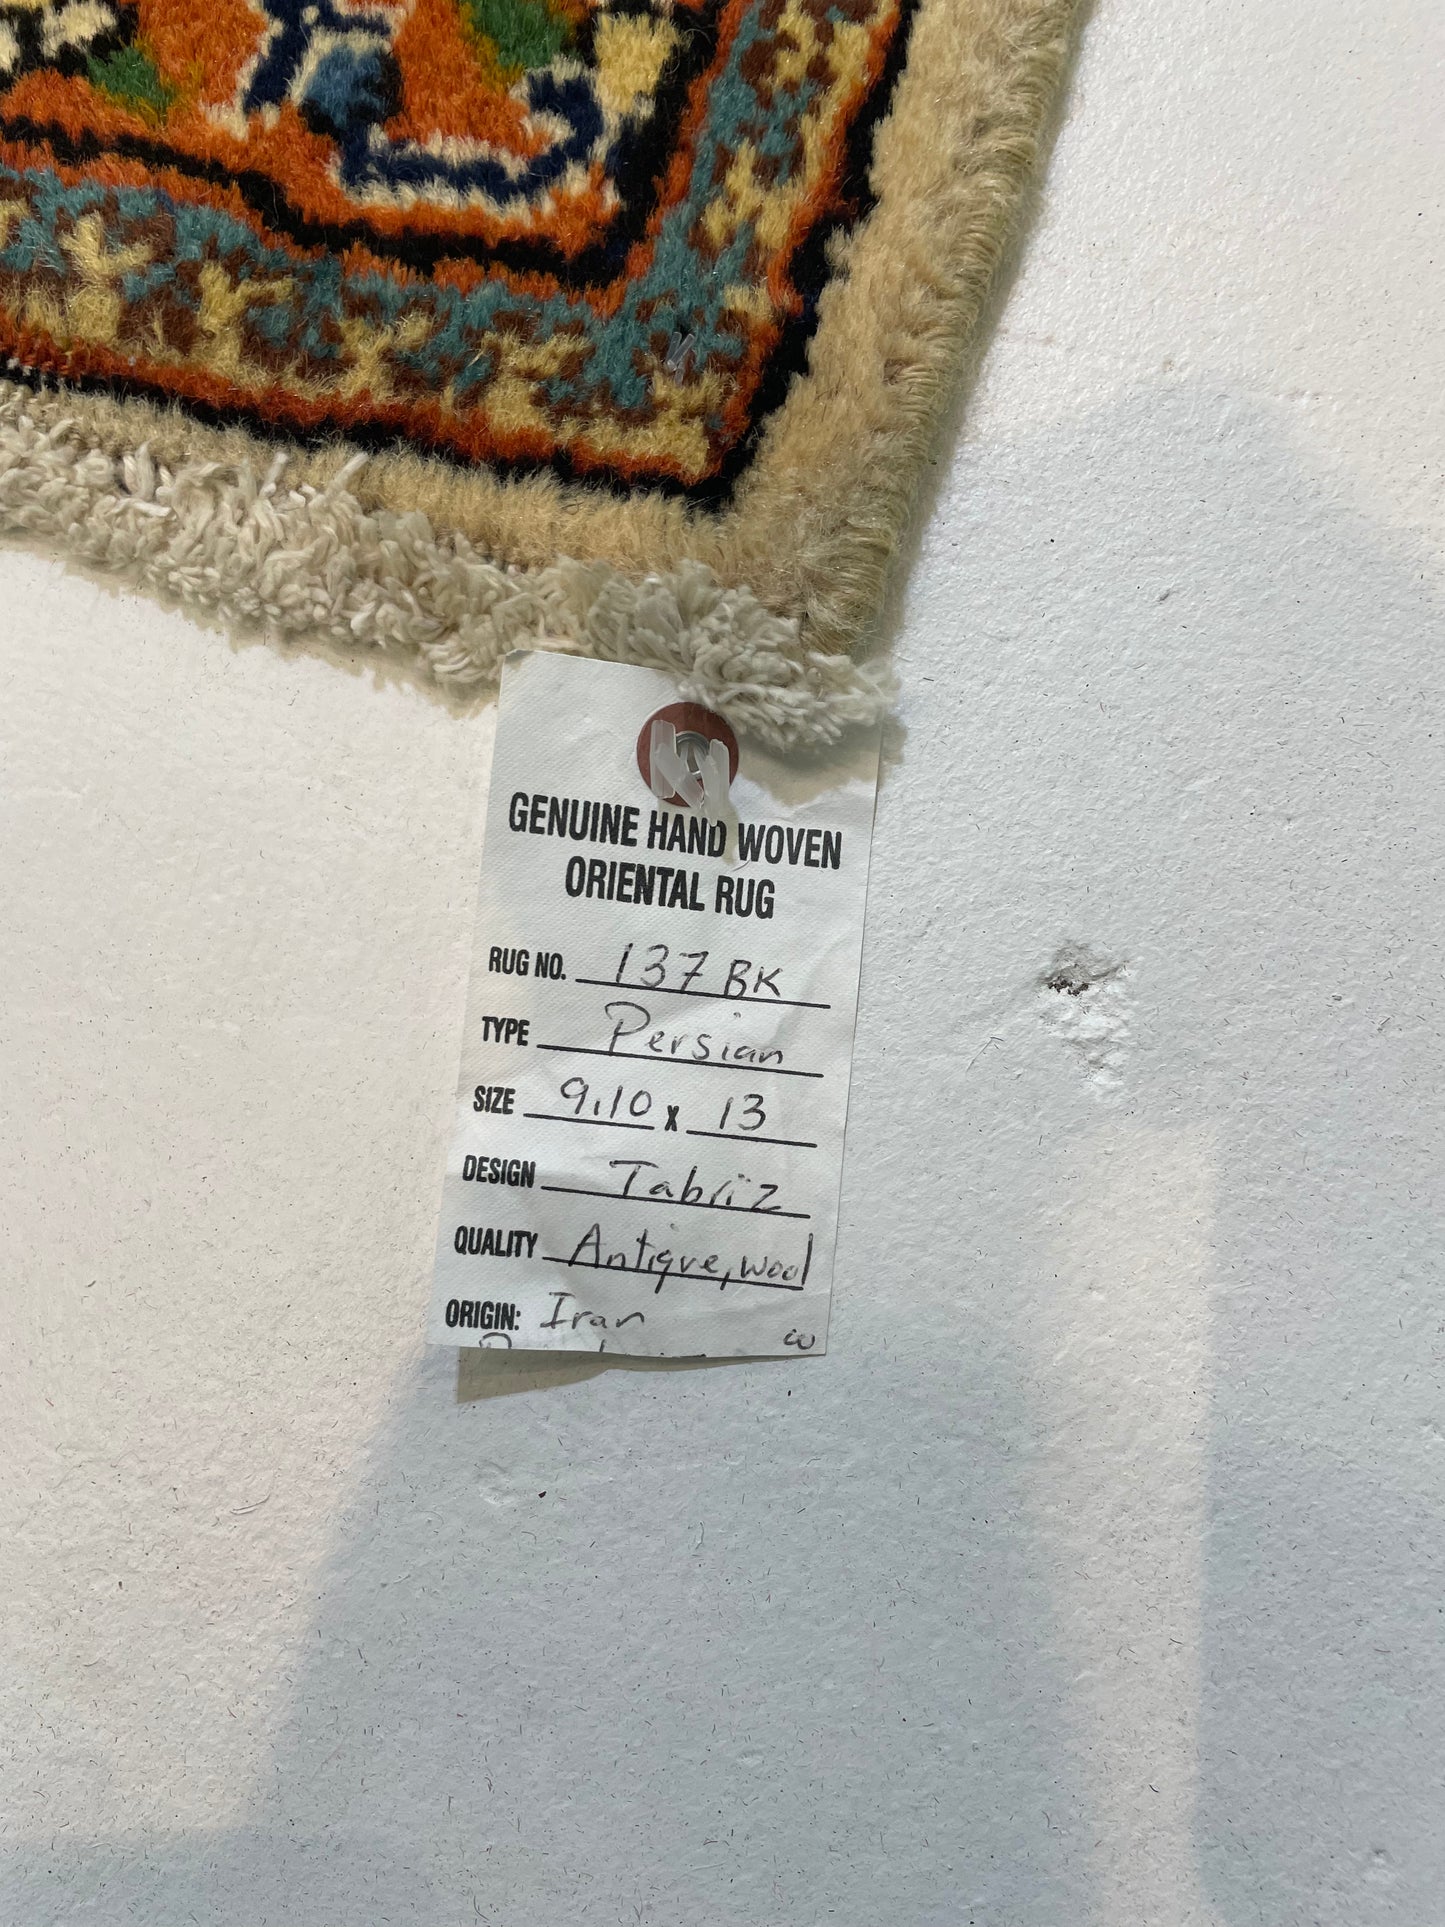 GENUINE HAND WOVEN
ORIENTAL RUG
RUG NO. 137 BK
TYPE Persian
SIZE 9.10 x 13
DESIGN Tabriz
QUALITY Antique, wool
ORIGIN: Iran